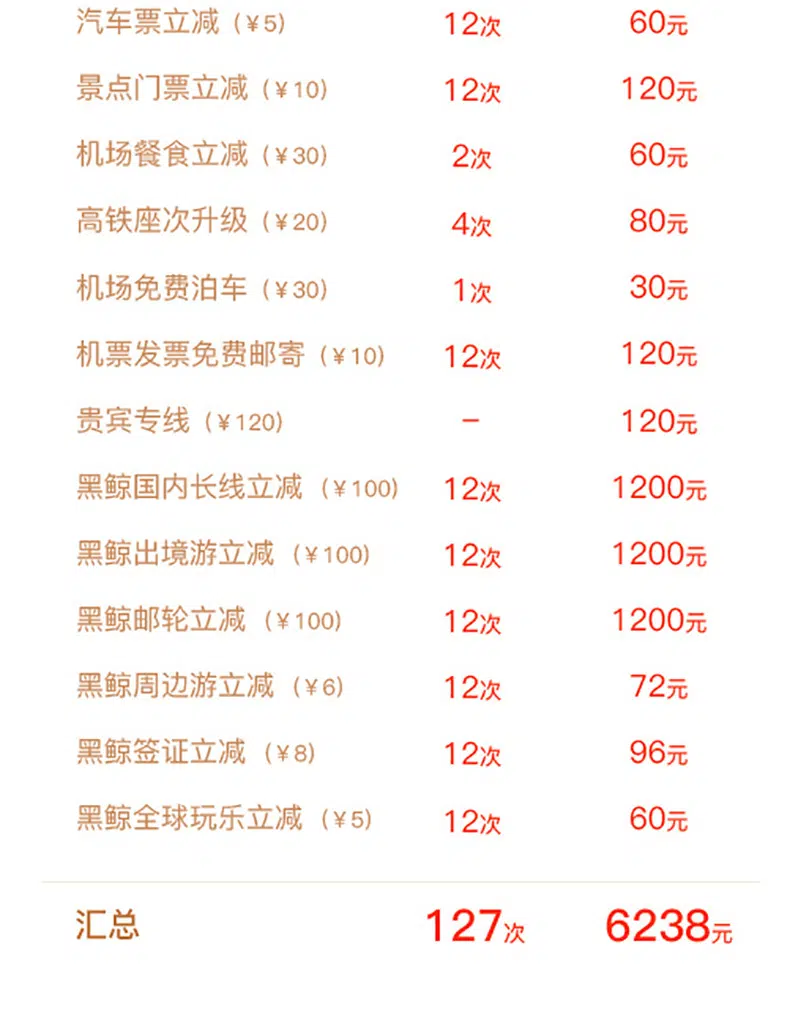 汽车票立减（¥5） 12次 60元
景点门票立减（¥10） 12次 120元
机场餐食立减（¥30） 2次 60元
高铁座次升级（¥20） 4次 80元
机场免费泊车（¥30） 1次 30元
机票发票免费邮寄（¥10） 12次 120元
贵宾专线（¥120） – 120元
黑鲸国内长线立减（¥100） 12次 1200元
黑鲸出境游立减（¥100） 12次 1200元
黑鲸邮轮立减（¥100） 12次 1200元
黑鲸周边游立减（¥6） 12次 72元
黑鲸签证立减（¥8） 12次 96元
黑鲸全球玩乐立减（¥5） 12次 60元
汇总 127次 6238元